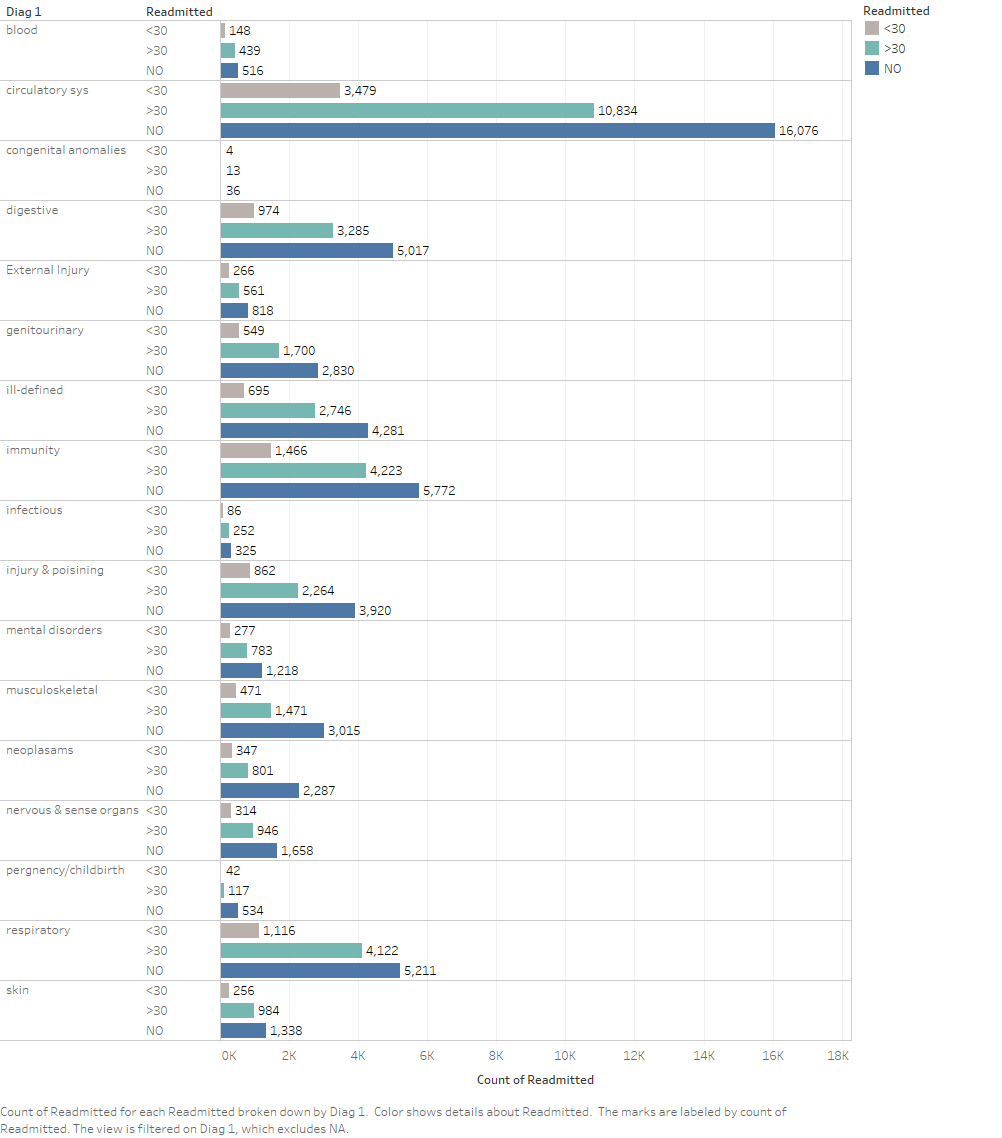 Diag 1 Readmitted
blood <30 148
>30 439
NO 516
circulatory sys <30 3,479
>30 10,834
NO 16,076
congenital anomalies <30 4
>30 13
NO 36
digestive <30 974
>30 3,285
NO 5,017
External Injury <30 266
>30 561
NO 818
genitourinary <30 549
>30 1,700
NO 2,830
ill-defined <30 695
>30 2,746
NO 4,281
immunity <30 1,466
>30 4,223
NO 5,772
infectious <30 86
>30 252
NO 325
injury & poisining <30 862
>30 2,264
NO 3,920
mental disorders <30 277
>30 783
NO 1,218
musculoskeletal <30 471
>30 1,471
NO 3,015
neoplasams <30 347
>30 801
NO 2,287
nervous & sense organs <30 314
>30 946
NO 1,658
pergnency/childbirth <30 42
>30 117
NO 534
respiratory <30 1,116
>30 4,122
NO 5,211
skin <30 256
>30 984
NO 1,338
0K 2K 4K 6K 8K 10K 12K 14K 16K 18K
Count of Readmitted
Readmitted
<30
>30
NO
Count of Readmitted for each Readmitted broken down by Diag 1. Color shows details about Readmitted. The marks are labeled by count of
Readmitted. The view is filtered on Diag 1, which excludes NA.